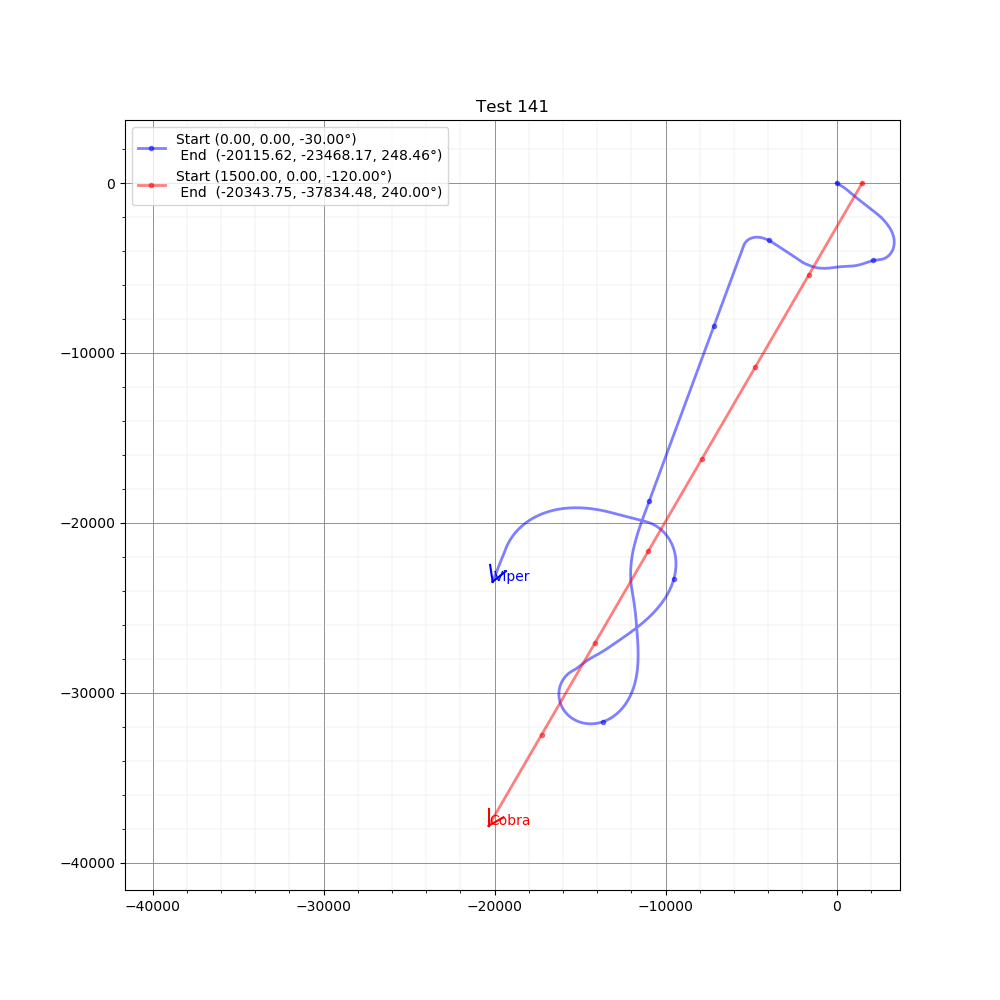 Test 141
Start (0.00, 0.00, -30.00°)
End  (-20115.62, -23468.17, 248.46°)
Start (1500.00, 0.00, -120.00°)
End  (-20343.75, -37834.48, 240.00°)
0
−10000
−20000
−30000
−40000
Viper
Cobra
−40000
−30000
−20000
−10000
0